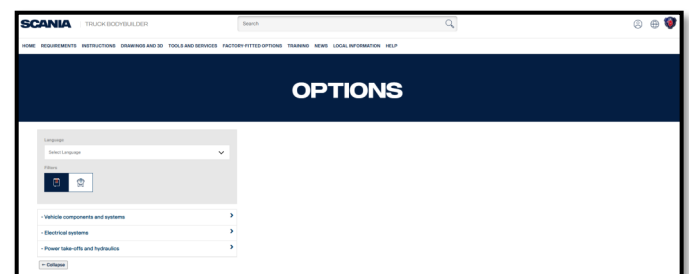 SCANIA TRUCK BODYBUILDER Search
HOME REQUIREMENTS INSTRUCTIONS DRAWINGS AND 3D TOOLS AND SERVICES FACTORY-FITTED OPTIONS TRAINING NEWS LOCAL INFORMATION HELP
OPTIONS
Language
Select Language
Filters
- Vehicle components and systems
- Electrical systems
- Power take-offs and hydraulics
← Collapse